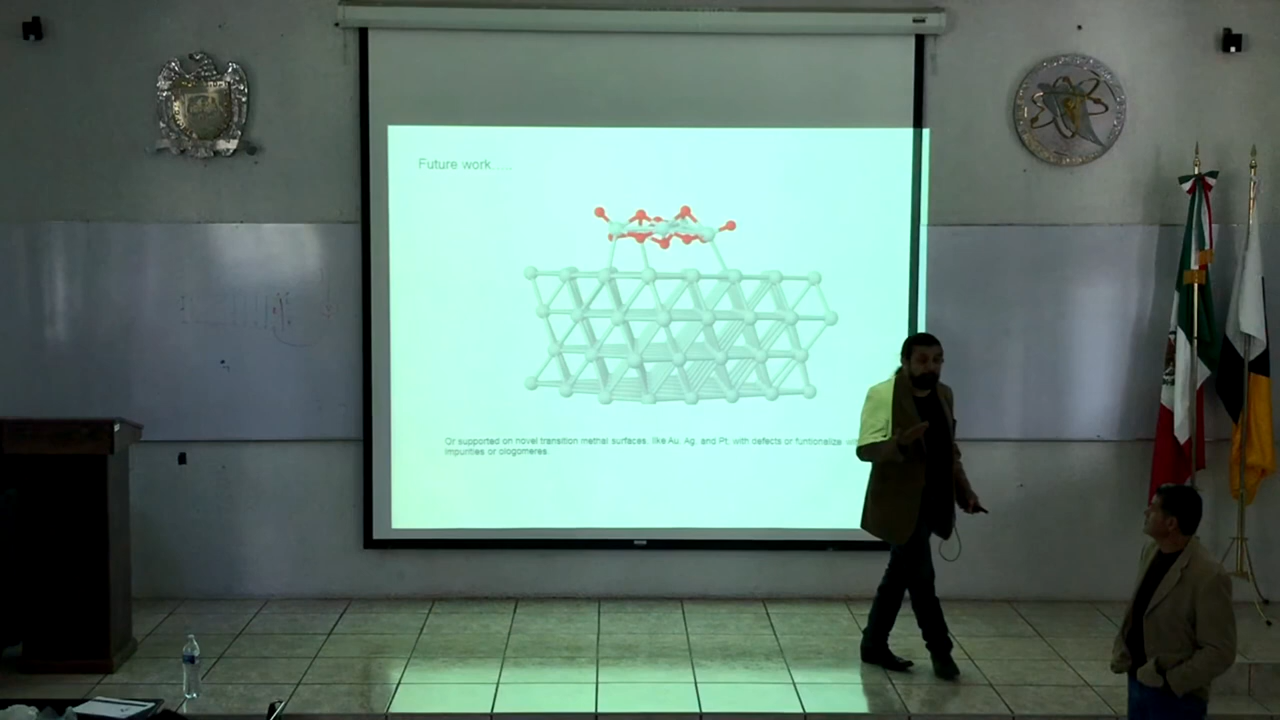 Future work.....
Or supported on novel transition methal surfaces, like Au, Ag, and Pt, with defects or funtionalize
impurities or ologomeres